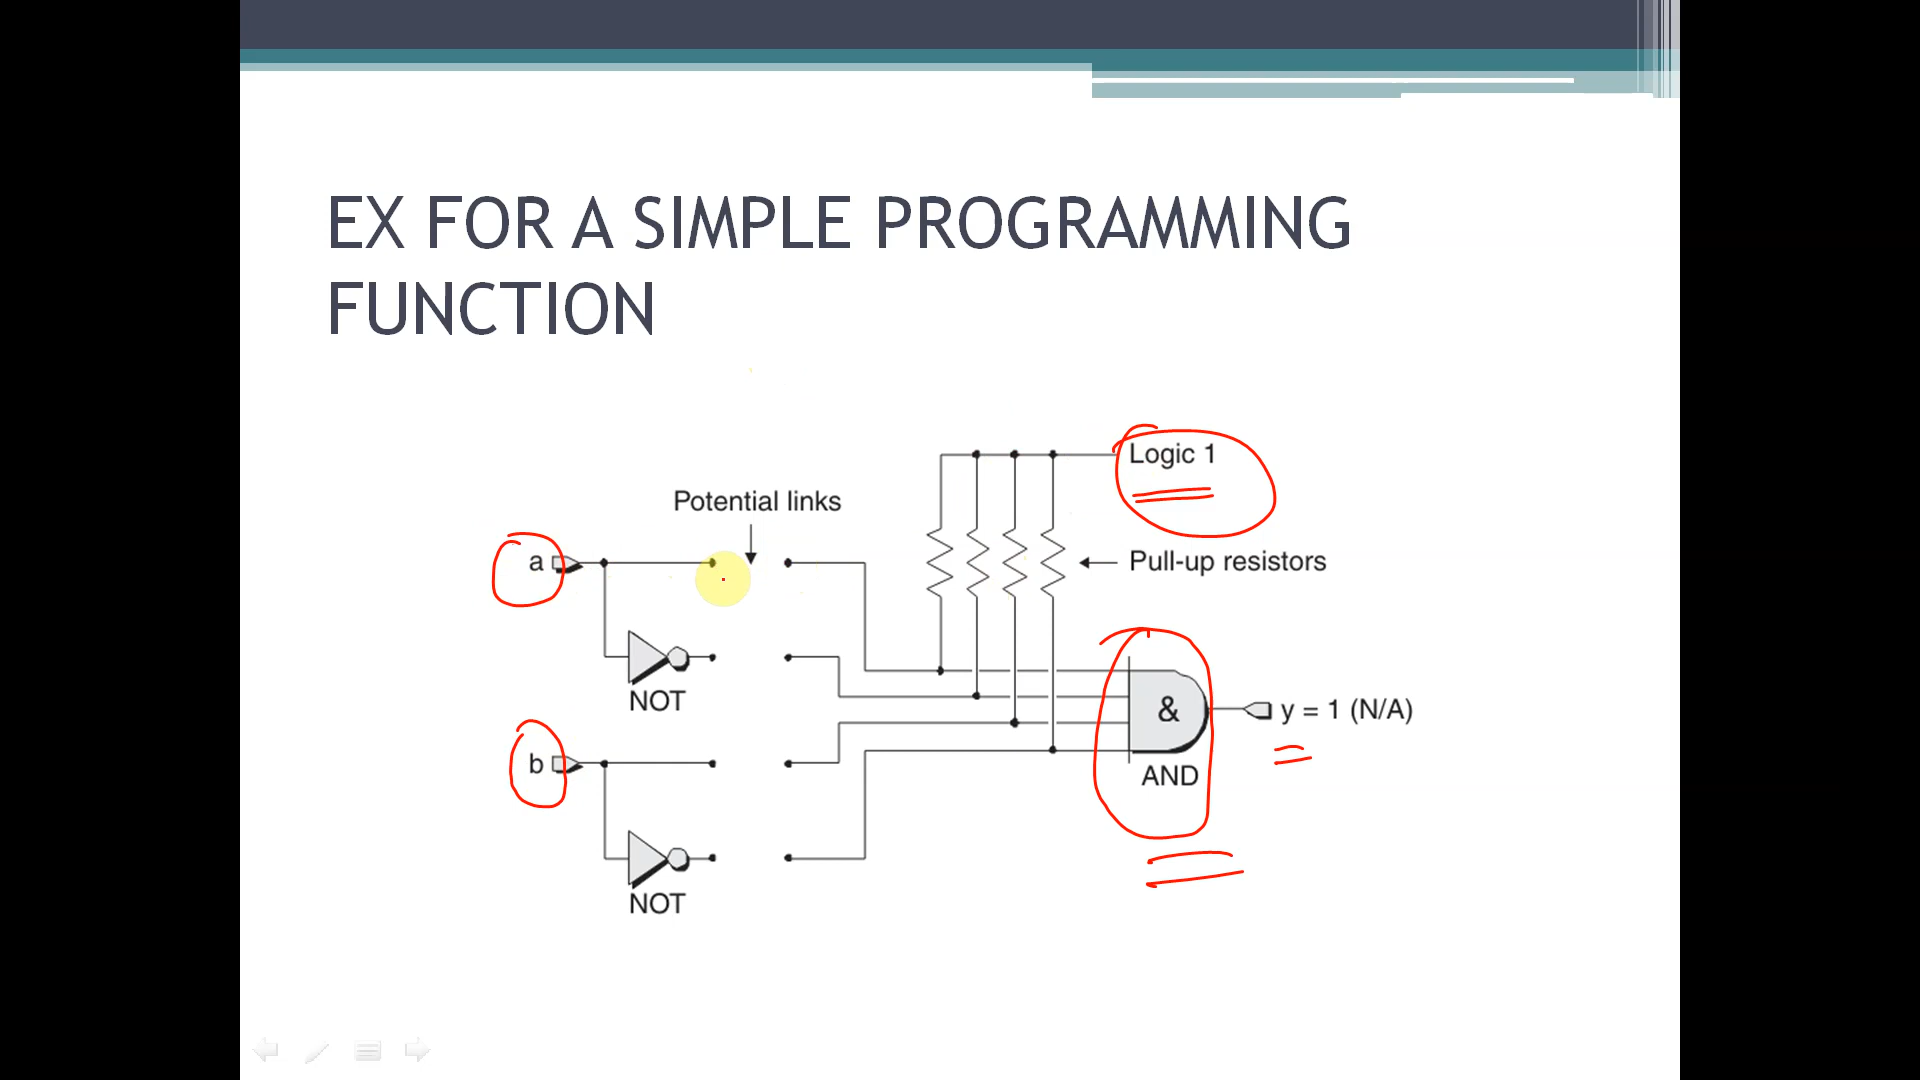 EX FOR A SIMPLE PROGRAMMING
FUNCTION
Logic 1
Potential links
a
Pull-up resistors
NOT
&
y = 1 (N/A)
b
AND
NOT